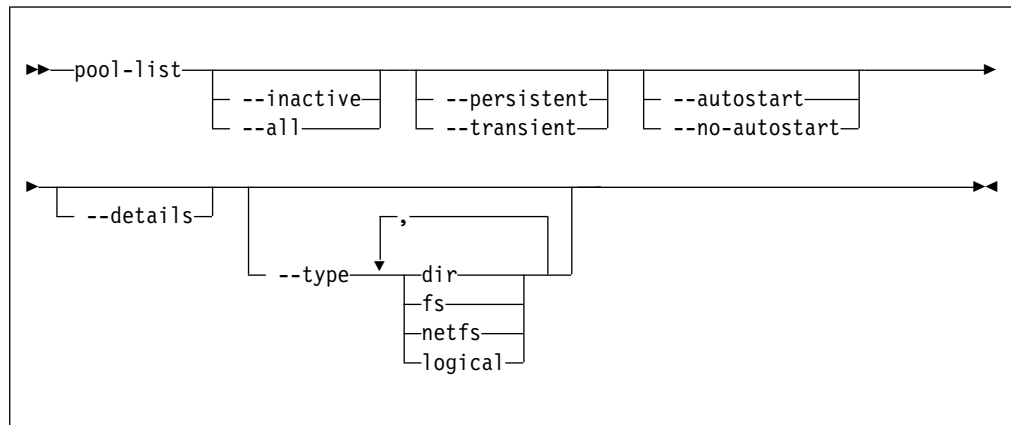 pool-list
--inactive --persistent --autostart
--all --transient --no-autostart
--details ,
--type dir
fs
netfs
logical